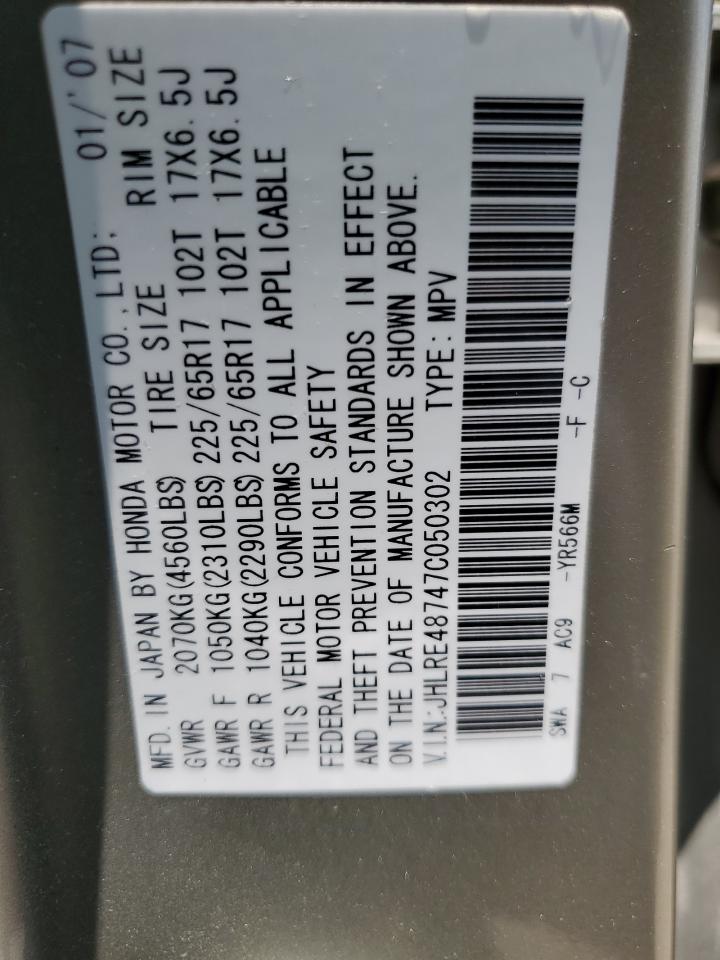 MFD. IN JAPAN BY HONDA MOTOR CO.,LTD: 01/'07
GVWR 2070KG(4560LBS) TIRE SIZE RIM SIZE
GAWR F 1050KG(2310LBS) 225/65R17 102T 17X6.5J
GAWR R 1040KG(2290LBS) 225/65R17 102T 17X6.5J
THIS VEHICLE CONFORMS TO ALL APPLICABLE
FEDERAL MOTOR VEHICLE SAFETY
AND THEFT PREVENTION STANDARDS IN EFFECT
ON THE DATE OF MANUFACTURE SHOWN ABOVE.
V.I.N.:JHLRE48747C050302 TYPE: MPV
SWA 7 AC9 -YR566M -F -C